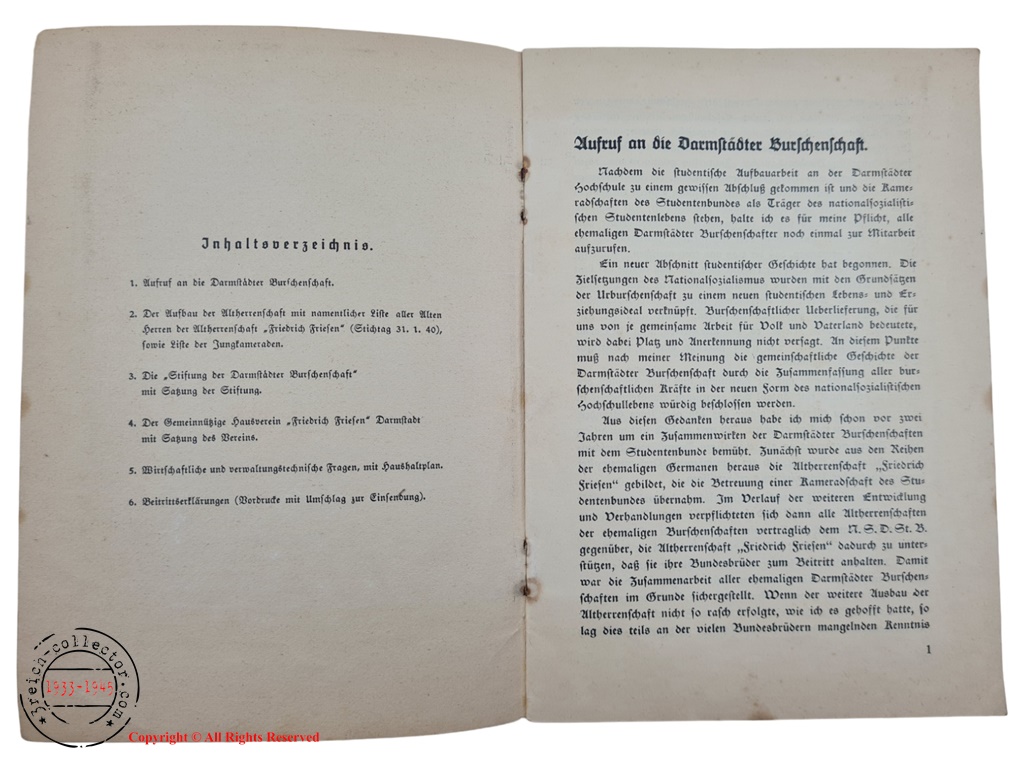 Inhaltsverzeichnis.
1. Aufruf an die Darmstädter Burschenschaft.
2. Der Aufbau der Altherrenschaft mit namentlicher Liste aller Alten
Herren der Altherrenschaft „Friedrich Friesen“ (Stichtag 31. 1. 40),
sowie Liste der Jungkameraden.
3. Die „Stiftung der Darmstädter Burschenschaft“
mit Satzung der Stiftung.
4. Der Gemeinnützige Hausverein „Friedrich Friesen“ Darmstadt
mit Satzung des Vereins.
5. Wirtschaftliche und verwaltungstechnische Fragen, mit Haushaltplan.
6. Beitrittserklärungen (Vordrucke mit Umschlag zur Einsendung).
Aufruf an die Darmstädter Burschenschaft.
Nachdem die studentische Aufbauarbeit an der Darmstädter
Hochschule zu einem gewissen Abschluß gekommen ist und die Kame-
radschaften des Studentenbundes als Träger des nationalsozialisti-
schen Studentenlebens stehen, halte ich es für meine Pflicht, alle
ehemaligen Darmstädter Burschenschafter noch einmal zur Mitarbeit
aufzurufen.
Ein neuer Abschnitt studentischer Geschichte hat begonnen. Die
Zielsetzungen des Nationalsozialismus wurden mit den Grundsätzen
der Urburschenschaft zu einem neuen studentischen Lebens- und Er-
ziehungsideal verknüpft. Burschenschaftlicher Ueberlieferung, die für
uns von je gemeinsame Arbeit für Volk und Vaterland bedeutete,
wird dabei Platz und Anerkennung nicht versagt. An diesem Punkte
muß nach meiner Meinung die gemeinschaftliche Geschichte der
Darmstädter Burschenschaft durch die Zusammenfassung aller bur-
schenschaftlichen Kräfte in der neuen Form des nationalsozialistischen
Hochschullebens würdig beschlossen werden.
Aus diesen Gedanken heraus habe ich mich schon vor zwei
Jahren um ein Zusammenwirken der Darmstädter Burschenschaften
mit dem Studentenbunde bemüht. Zunächst wurde aus den Reihen
der ehemaligen Germanen heraus die Altherrenschaft „Friedrich
Friesen“ gebildet, die die Betreuung einer Kameradschaft des Stu-
dentenbundes übernahm. Im Verlauf der weiteren Entwicklung
und Verhandlungen verpflichteten sich dann alle Altherrenschaften
der ehemaligen Burschenschaften vertraglich dem N. S. D. St. B.
gegenüber, die Altherrenschaft „Friedrich Friesen“ dadurch zu unter-
stützen, daß sie ihre Bundesbrüder zum Beitritt anhalten. Damit
war die Zusammenarbeit aller ehemaligen Darmstädter Burschen-
schaften im Grunde sichergestellt. Wenn der weitere Ausbau der
Altherrenschaft nicht so rasch erfolgte, wie ich es gehofft hatte, so
lag dies teils an der vielen Bundesbrüdern mangelnden Kenntnis
1
3reich-collector.com
1933-1945
Copyright © All Rights Reserved